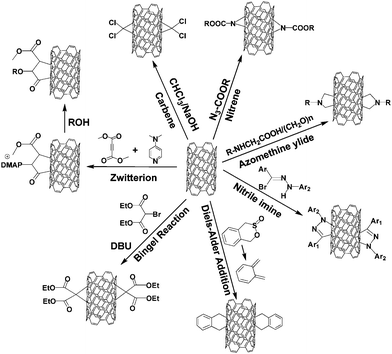 Cl
Cl
Cl
Cl
ROOC
N
N
COOR
O
O
RO
O
CHCl3/NaOH
Carbene
N3-COOR
Nitrene
R-N
N-R
ROH
O
O
N
R-NHCH2COOH/(CH2O)n
Azomethine ylide
O
DMAP
O
+
N
Zwitterion
R
Br
N
N
H
Ar2
Nitrile imine
EtO
O
Br
EtO
O
DBU
Bingel Reaction
Diels-Alder Addition
O
S
O
Ar2
N
N
Ar1
Ar1
N
N
Ar2
EtO
O
O
OEt
EtO
O
O
OEt